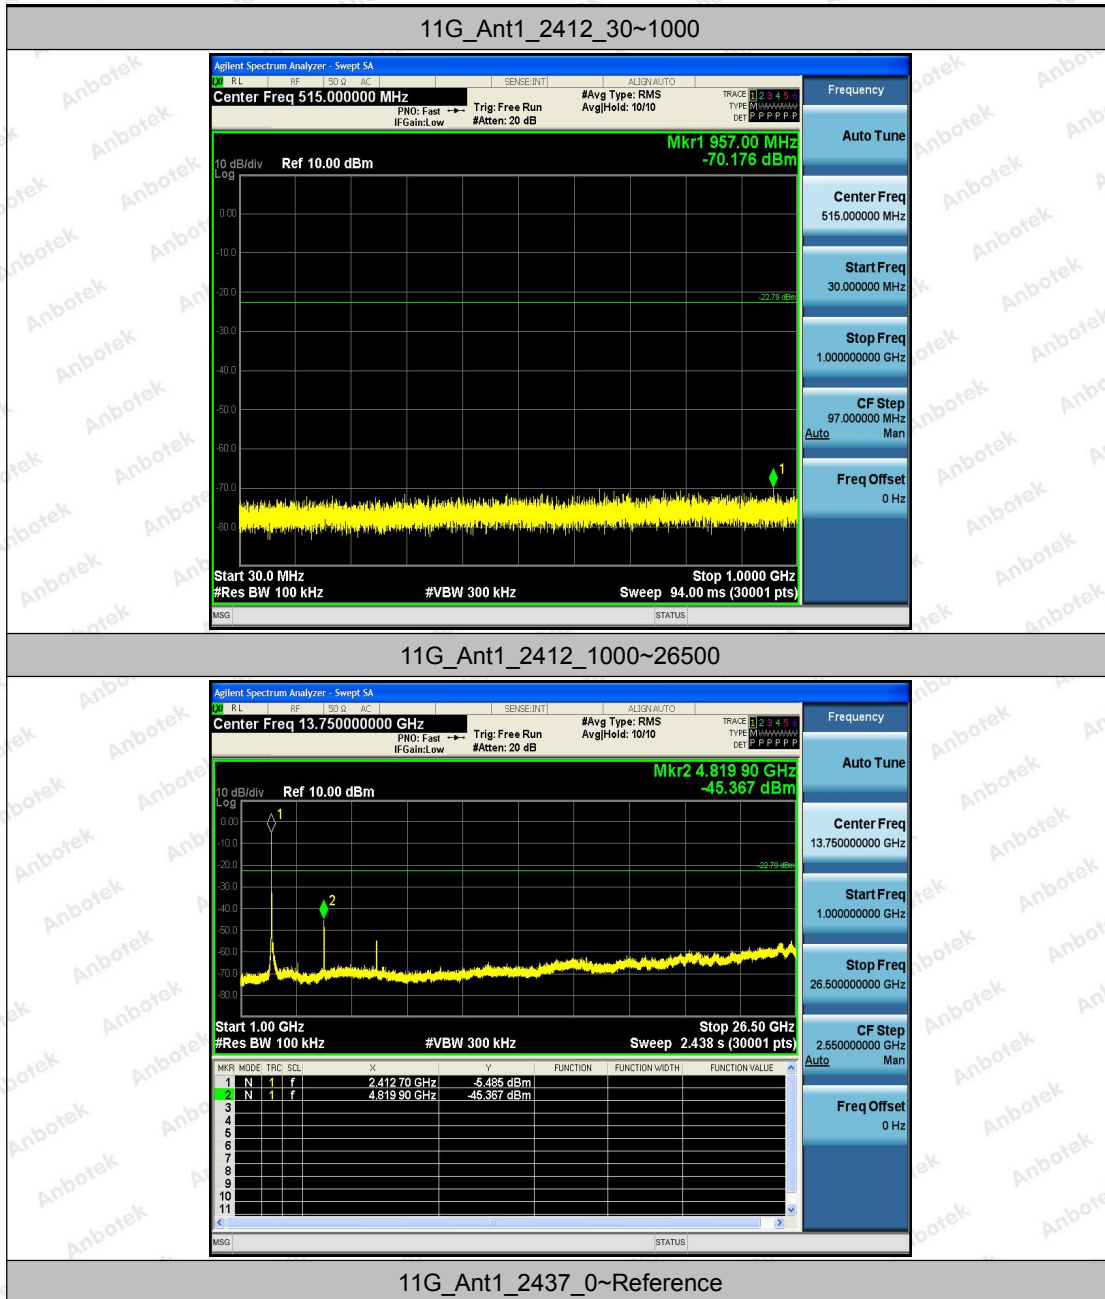 11G_Ant1_2412_30~1000
Agilent Spectrum Analyzer - Swept SA
RL RF 50 Ω AC SENSE:INT ALIGN AUTO
Center Freq 515.000000 MHz
PNO: Fast
IFGain:Low
Trig: Free Run
#Atten: 20 dB
#Avg Type: RMS
Avg|Hold: 10/10
TRACE 1 2 3 4 5 6
TYPE M
DET P P P P P P
Mkr1 957.00 MHz
-70.176 dBm
10 dB/div Ref 10.00 dBm
Log
0.00
-10.0
-20.0
-22.79 dBm
-30.0
-40.0
-50.0
-60.0
-70.0
-80.0
1
Start 30.0 MHz Stop 1.0000 GHz
#Res BW 100 kHz #VBW 300 kHz Sweep 94.00 ms (30001 pts)
MSG STATUS
Frequency
Auto Tune
Center Freq
515.000000 MHz
Start Freq
30.000000 MHz
Stop Freq
1.000000000 GHz
CF Step
97.000000 MHz
Auto Man
Freq Offset
0 Hz
11G_Ant1_2412_1000~26500
Agilent Spectrum Analyzer - Swept SA
RL RF 50 Ω AC SENSE:INT ALIGN AUTO
Center Freq 13.750000000 GHz
PNO: Fast
IFGain:Low
Trig: Free Run
#Atten: 20 dB
#Avg Type: RMS
Avg|Hold: 10/10
TRACE 1 2 3 4 5 6
TYPE M
DET P P P P P P
Mkr2 4.819 90 GHz
-45.367 dBm
10 dB/div Ref 10.00 dBm
Log
0.00
-10.0
-20.0
-22.79 dBm
-30.0
-40.0
-50.0
-60.0
-70.0
-80.0
1
2
Start 1.00 GHz Stop 26.50 GHz
#Res BW 100 kHz #VBW 300 kHz Sweep 2.438 s (30001 pts)
MKR MODE TRC SCL X Y FUNCTION FUNCTION WIDTH FUNCTION VALUE
1 N 1 f 2.412 70 GHz -5.485 dBm
2 N 1 f 4.819 90 GHz -45.367 dBm
3
4
5
6
7
8
9
10
11
MSG STATUS
Frequency
Auto Tune
Center Freq
13.750000000 GHz
Start Freq
1.000000000 GHz
Stop Freq
26.500000000 GHz
CF Step
2.550000000 GHz
Auto Man
Freq Offset
0 Hz
11G_Ant1_2437_0~Reference